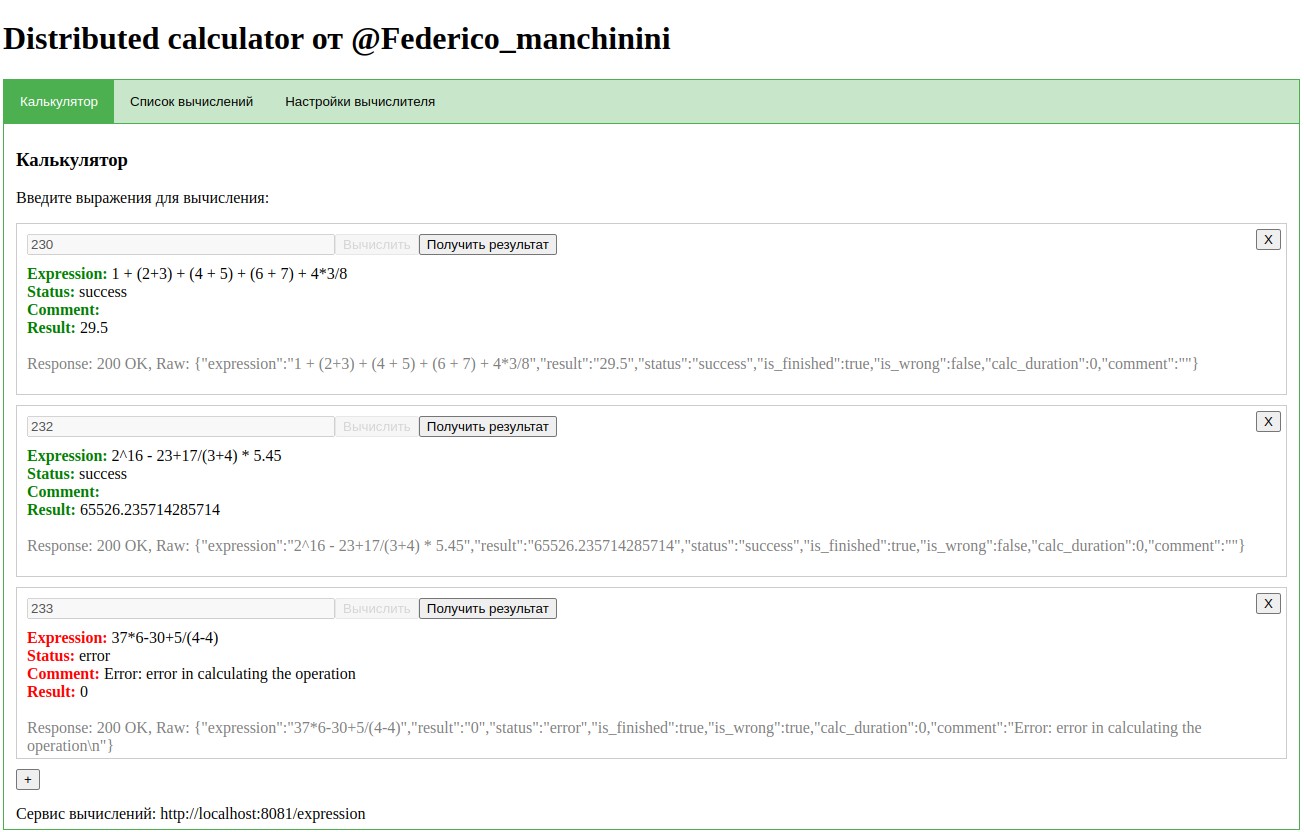 Distributed calculator от @Federico_manchinini
Калькулятор Список вычислений Настройки вычислителя
Калькулятор
Введите выражения для вычисления:
230 Вычислить Получить результат X
Expression: 1 + (2+3) + (4 + 5) + (6 + 7) + 4*3/8
Status: success
Comment:
Result: 29.5
Response: 200 OK, Raw: {"expression":"1 + (2+3) + (4 + 5) + (6 + 7) + 4*3/8","result":"29.5","status":"success","is_finished":true,"is_wrong":false,"calc_duration":0,"comment":""}
232 Вычислить Получить результат X
Expression: 2^16 - 23+17/(3+4) * 5.45
Status: success
Comment:
Result: 65526.235714285714
Response: 200 OK, Raw: {"expression":"2^16 - 23+17/(3+4) * 5.45","result":"65526.235714285714","status":"success","is_finished":true,"is_wrong":false,"calc_duration":0,"comment":""}
233 Вычислить Получить результат X
Expression: 37*6-30+5/(4-4)
Status: error
Comment: Error: error in calculating the operation
Result: 0
Response: 200 OK, Raw: {"expression":"37*6-30+5/(4-4)","result":"0","status":"error","is_finished":true,"is_wrong":true,"calc_duration":0,"comment":"Error: error in calculating the
operation\n"}
+
Сервис вычислений: http://localhost:8081/expression